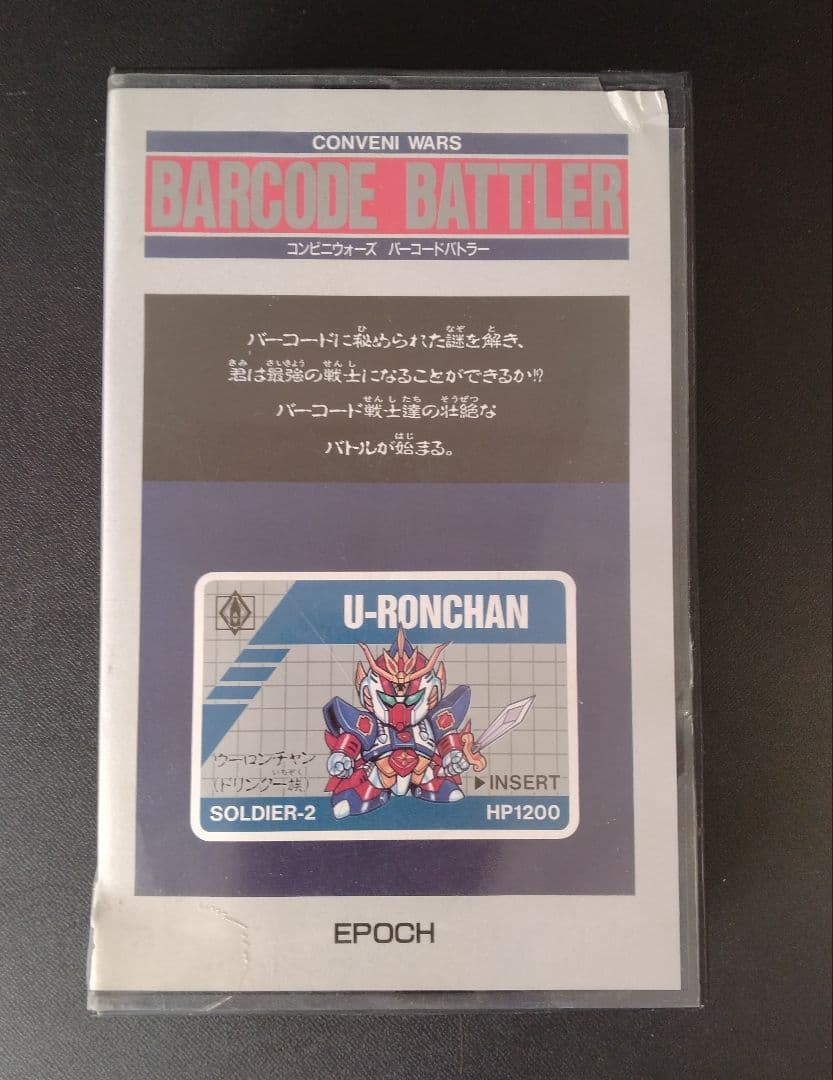 CONVENI WARS
BARCODE BATTLER
コンビニウォーズ バーコードバトラー
バーコードに秘められた謎を解き、
君は最強の戦士になることができるか!?
バーコード戦士達の壮絶な
バトルが始まる。
U-RONCHAN
ウーロンチャン
(ドリンク一族)
▶INSERT
SOLDIER-2 HP1200
EPOCH